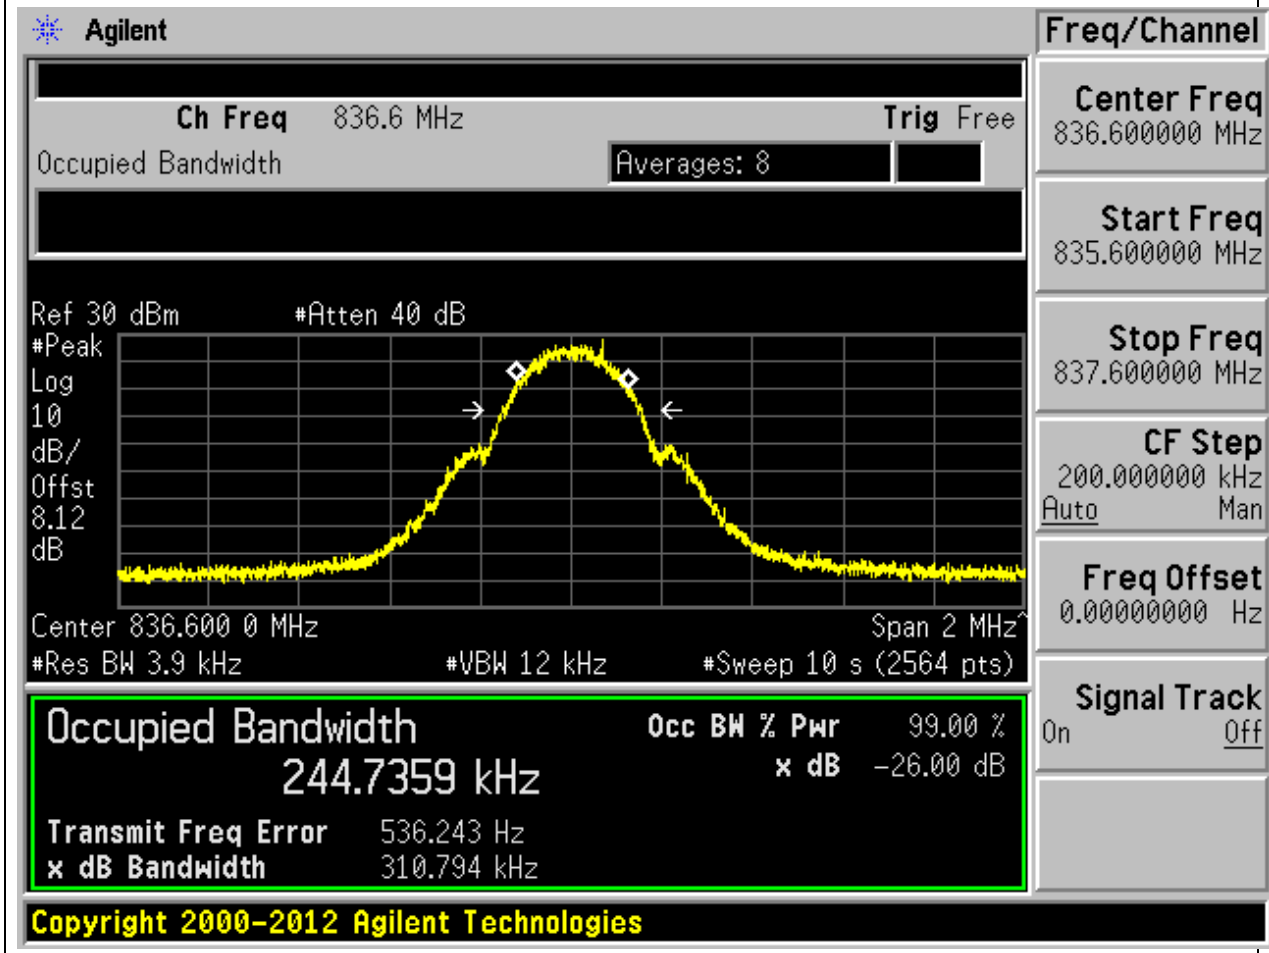 Agilent
Freq/Channel
Ch Freq 836.6 MHz Trig Free
Occupied Bandwidth Averages: 8
Center Freq
836.600000 MHz
Start Freq
835.600000 MHz
Stop Freq
837.600000 MHz
CF Step
200.000000 kHz
Auto Man
Freq Offset
0.00000000 Hz
Signal Track
On Off
Ref 30 dBm #Atten 40 dB
#Peak
Log
10
dB/
Offst
8.12
dB
Center 836.600 0 MHz Span 2 MHz^
#Res BW 3.9 kHz #VBW 12 kHz #Sweep 10 s (2564 pts)
Occupied Bandwidth Occ BW % Pwr 99.00 %
244.7359 kHz x dB -26.00 dB
Transmit Freq Error 536.243 Hz
x dB Bandwidth 310.794 kHz
Copyright 2000-2012 Agilent Technologies